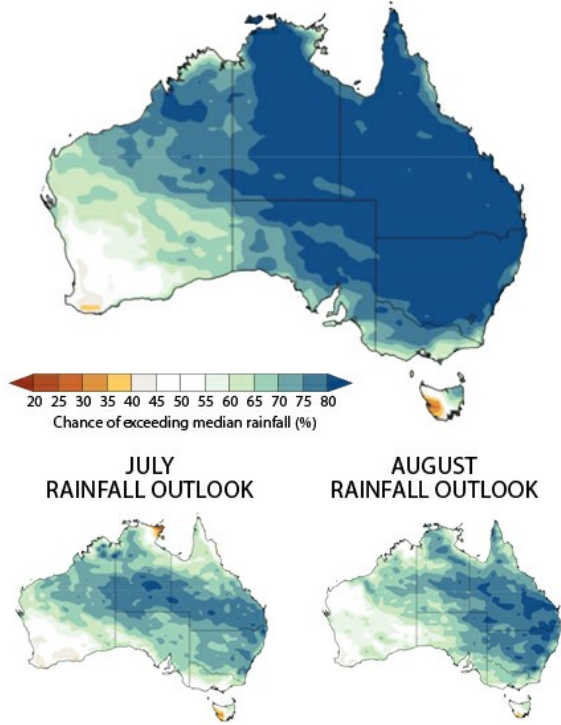 20 25 30 35 40 45 50 55 60 65 70 75 80
Chance of exceeding median rainfall (%)
JULY
RAINFALL OUTLOOK
AUGUST
RAINFALL OUTLOOK